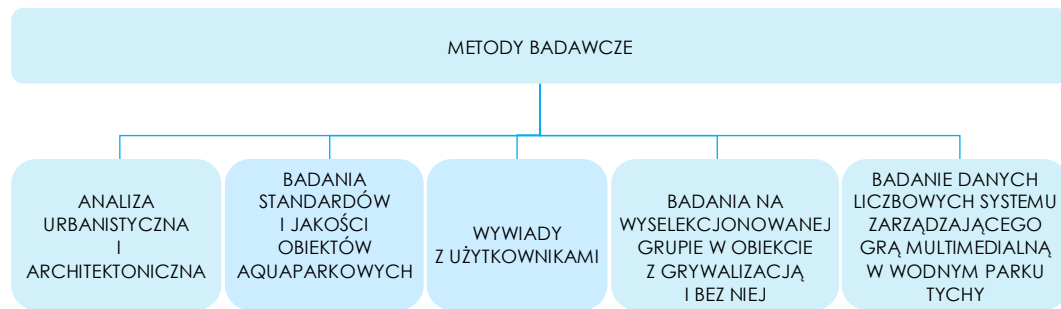 METODY BADAWCZE
ANALIZA
URBANISTYCZNA
I
ARCHITEKTONICZNA
BADANIA
STANDARDÓW
I JAKOŚCI
OBIEKTÓW
AQUAPARKOWYCH
WYWIADY
Z UŻYTKOWNIKAMI
BADANIA NA
WYSELEKCJONOWANEJ
GRUPIE W OBIEKCIE
Z GRYWALIZACJĄ
I BEZ NIEJ
BADANIE DANYCH
LICZBOWYCH SYSTEMU
ZARZĄDZAJĄCEGO
GRĄ MULTIMEDIALNĄ
W WODNYM PARKU
TYCHY